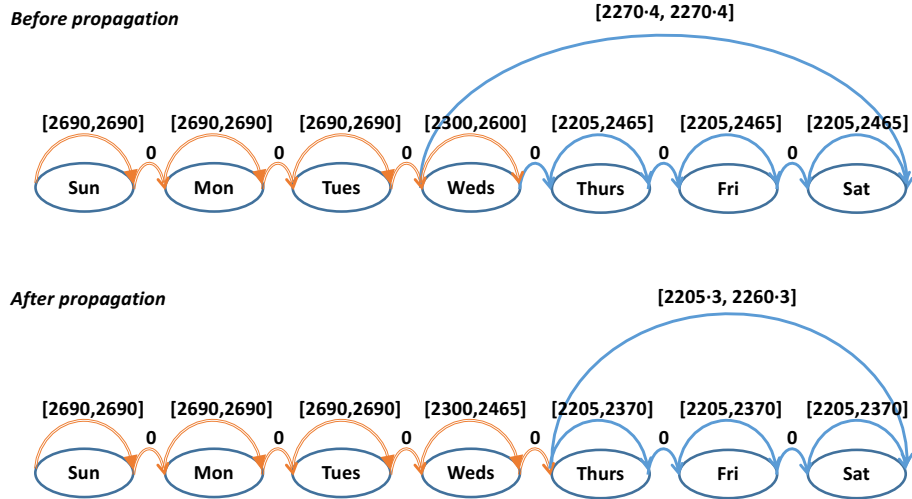 Before propagation
[2270·4, 2270·4]
[2690,2690] [2690,2690] [2690,2690] [2300,2600] [2205,2465] [2205,2465] [2205,2465]
0 0 0 0 0 0
Sun Mon Tues Weds Thurs Fri Sat
After propagation
[2205·3, 2260·3]
[2690,2690] [2690,2690] [2690,2690] [2300,2465] [2205,2370] [2205,2370] [2205,2370]
0 0 0 0 0 0
Sun Mon Tues Weds Thurs Fri Sat